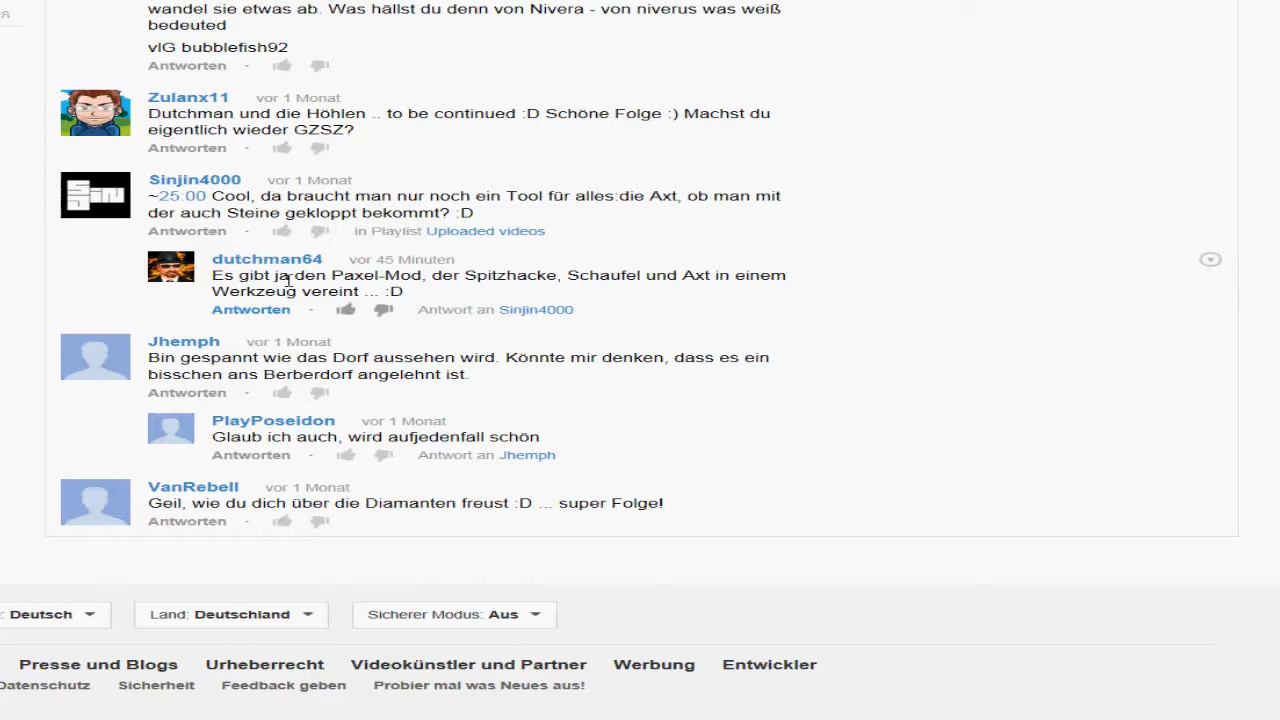 wandel sie etwas ab. Was hällst du denn von Nivera - von niverus was weiß
bedeuted
vlG bubblefish92
Antworten -
Zulanx11 vor 1 Monat
Dutchman und die Höhlen .. to be continued :D Schöne Folge :) Machst du
eigentlich wieder GZSZ?
Antworten -
Sinjin4000 vor 1 Monat
~25:00 Cool, da braucht man nur noch ein Tool für alles:die Axt, ob man mit
der auch Steine gekloppt bekommt? :D
Antworten - in Playlist Uploaded videos
dutchman64 vor 45 Minuten
Es gibt ja den Paxel-Mod, der Spitzhacke, Schaufel und Axt in einem
Werkzeug vereint ... :D
Antworten - Antwort an Sinjin4000
Jhemph vor 1 Monat
Bin gespannt wie das Dorf aussehen wird. Könnte mir denken, dass es ein
bisschen ans Berberdorf angelehnt ist.
Antworten -
PlayPoseidon vor 1 Monat
Glaub ich auch, wird aufjedenfall schön
Antworten - Antwort an Jhemph
VanRebell vor 1 Monat
Geil, wie du dich über die Diamanten freust :D ... super Folge!
Antworten -
: Deutsch Land: Deutschland Sicherer Modus: Aus
Presse und Blogs Urheberrecht Videokünstler und Partner Werbung Entwickler
Datenschutz Sicherheit Feedback geben Probier mal was Neues aus!